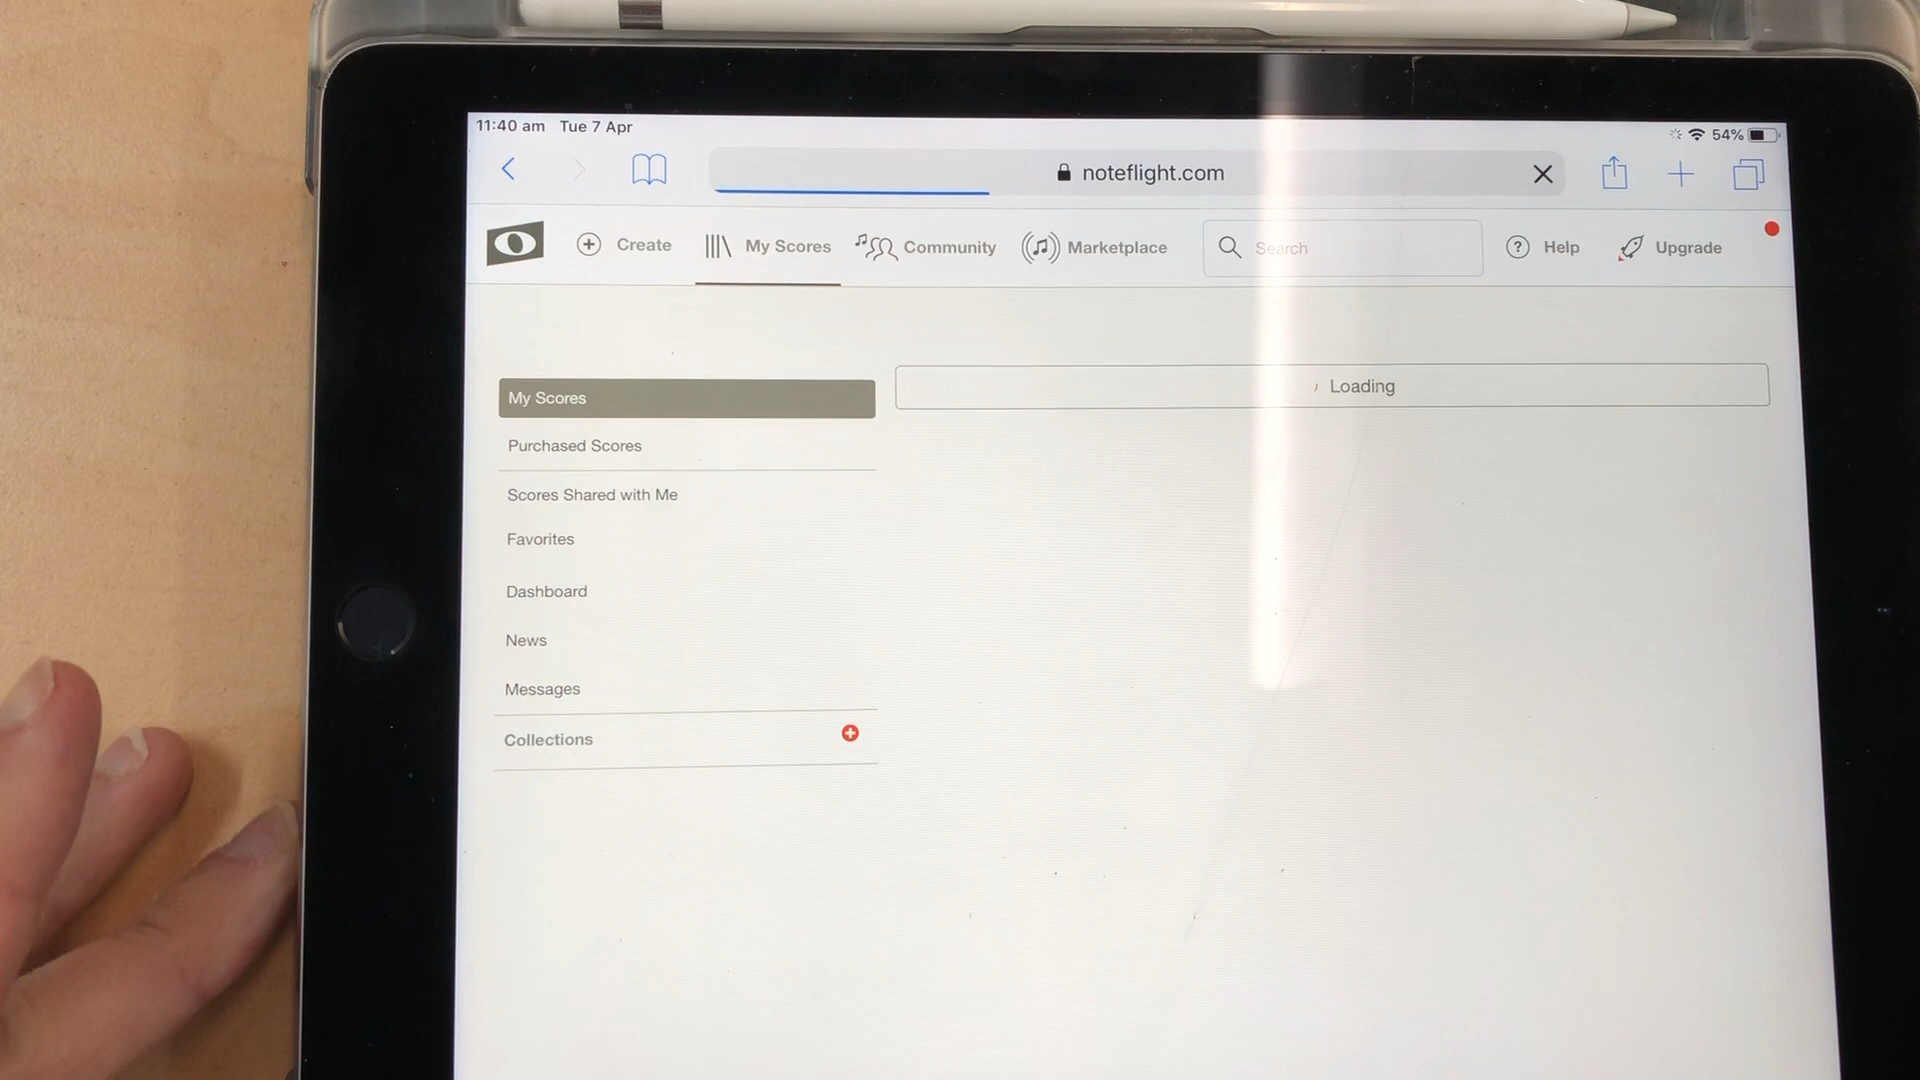 11:40 am Tue 7 Apr 54%
noteflight.com
Create My Scores Community Marketplace Search Help Upgrade
My Scores
Loading
Purchased Scores
Scores Shared with Me
Favorites
Dashboard
News
Messages
Collections